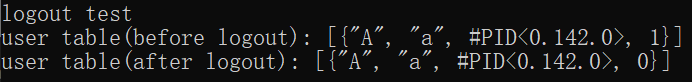 logout test
user table(before logout): [{"A", "a", #PID<0.142.0>, 1}]
user table(after logout): [{"A", "a", #PID<0.142.0>, 0}]